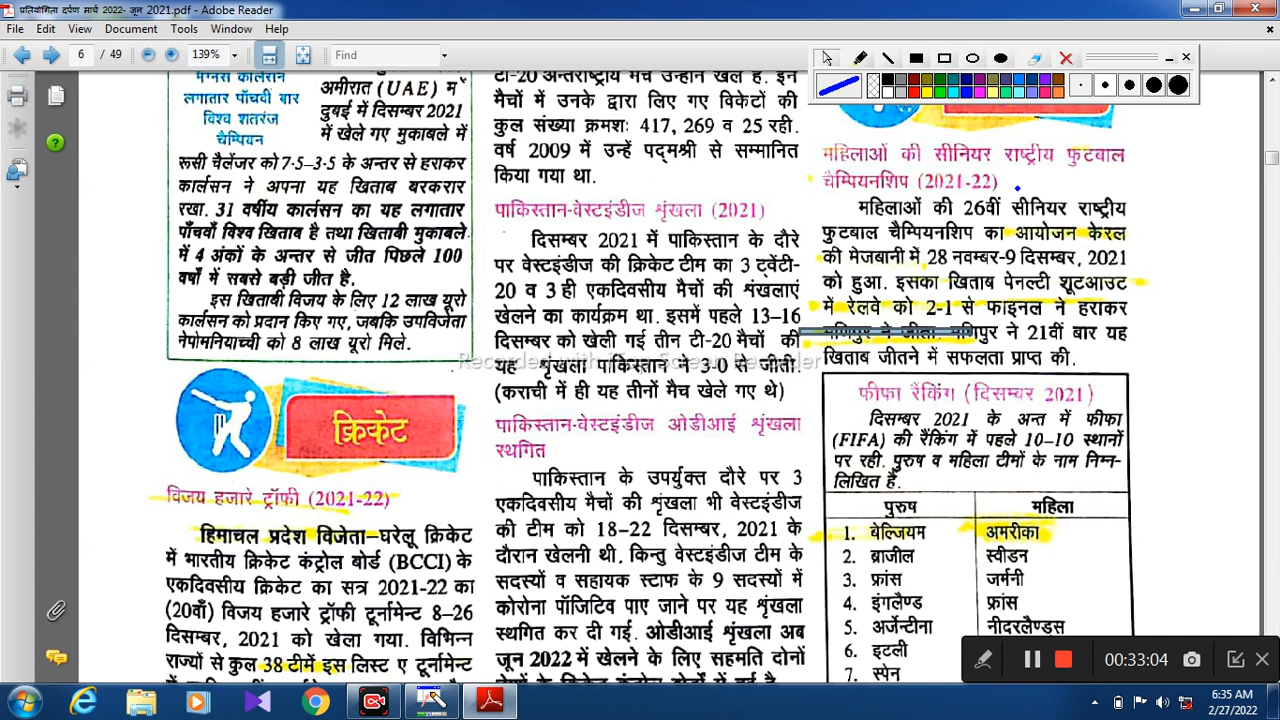 प्रतियोगिता दर्पण मार्च 2022- जून 2021.pdf - Adobe Reader
File Edit View Document Tools Window Help
6 / 49 139% Find
मैग्नस कार्लसन
लगातार पाँचवीं बार
विश्व शतरंज
चैम्पियन
अमीरात (UAE) में
दुबई में दिसम्बर 2021
में खेले गए मुकाबले में
रूसी चैलेंजर को 7·5–3·5 के अन्तर से हराकर
कार्लसन ने अपना यह खिताब बरकरार
रखा. 31 वर्षीय कार्लसन का यह लगातार
पाँचवाँ विश्व खिताब है तथा खिताबी मुकाबले
में 4 अंकों के अन्तर से जीत पिछले 100
वर्षों में सबसे बड़ी जीत है.
इस खिताबी विजय के लिए 12 लाख यूरो
कार्लसन को प्रदान किए गए, जबकि उपविजेता
नेपोमनियाच्ची को 8 लाख यूरो मिले.
क्रिकेट
विजय हजारे ट्रॉफी (2021-22)
हिमाचल प्रदेश विजेता–घरेलू क्रिकेट
में भारतीय क्रिकेट कंट्रोल बोर्ड (BCCI) के
एकदिवसीय क्रिकेट का सत्र 2021-22 का
(20वाँ) विजय हजारे ट्रॉफी टूर्नामेण्ट 8–26
दिसम्बर, 2021 को खेला गया. विभिन्न
राज्यों से कुल 38 टीमें इस लिस्ट ए टूर्नामेण्ट
टी-20 अन्तर्राष्ट्रीय मैच उन्होंने खेले हैं. इन
मैचों में उनके द्वारा लिए गए विकेटों की
कुल संख्या क्रमशः 417, 269 व 25 रही.
वर्ष 2009 में उन्हें पद्मश्री से सम्मानित
किया गया था.
पाकिस्तान-वेस्टइंडीज शृंखला (2021)
दिसम्बर 2021 में पाकिस्तान के दौरे
पर वेस्टइंडीज की क्रिकेट टीम का 3 ट्वेंटी-
20 व 3 ही एकदिवसीय मैचों की शृंखलाएं
खेलने का कार्यक्रम था. इसमें पहले 13–16
दिसम्बर को खेली गई तीन टी-20 मैचों की
यह शृंखला पाकिस्तान ने 3-0 से जीती.
(कराची में ही यह तीनों मैच खेले गए थे)
पाकिस्तान-वेस्टइंडीज ओडीआई शृंखला
स्थगित
पाकिस्तान के उपर्युक्त दौरे पर 3
एकदिवसीय मैचों की शृंखला भी वेस्टइंडीज
की टीम को 18–22 दिसम्बर, 2021 के
दौरान खेलनी थी, किन्तु वेस्टइंडीज टीम के
सदस्यों व सहायक स्टाफ के 9 सदस्यों में
कोरोना पॉजिटिव पाए जाने पर यह शृंखला
स्थगित कर दी गई. ओडीआई शृंखला अब
जून 2022 में खेलने के लिए सहमति दोनों
महिलाओं की सीनियर राष्ट्रीय फुटबाल
चैम्पियनशिप (2021-22)
महिलाओं की 26वीं सीनियर राष्ट्रीय
फुटबाल चैम्पियनशिप का आयोजन केरल
की मेजबानी में, 28 नवम्बर-9 दिसम्बर, 2021
को हुआ. इसका खिताब पेनल्टी शूटआउट
में रेलवे को 2-1 से फाइनल ने हराकर
मणिपुर ने जीता. मणिपुर ने 21वीं बार यह
खिताब जीतने में सफलता प्राप्त की.
फीफा रैंकिंग (दिसम्बर 2021)
दिसम्बर 2021 के अन्त में फीफा
(FIFA) की रैंकिंग में पहले 10–10 स्थानों
पर रही. पुरुष व महिला टीमों के नाम निम्न-
लिखित हैं.
पुरुष महिला
1. बेल्जियम अमरीका
2. ब्राजील स्वीडन
3. फ्रांस जर्मनी
4. इंगलैण्ड फ्रांस
5. अर्जेन्टीना नीदरलैण्ड्स
6. इटली
7. स्पेन
00:33:04
6:35 AM
2/27/2022